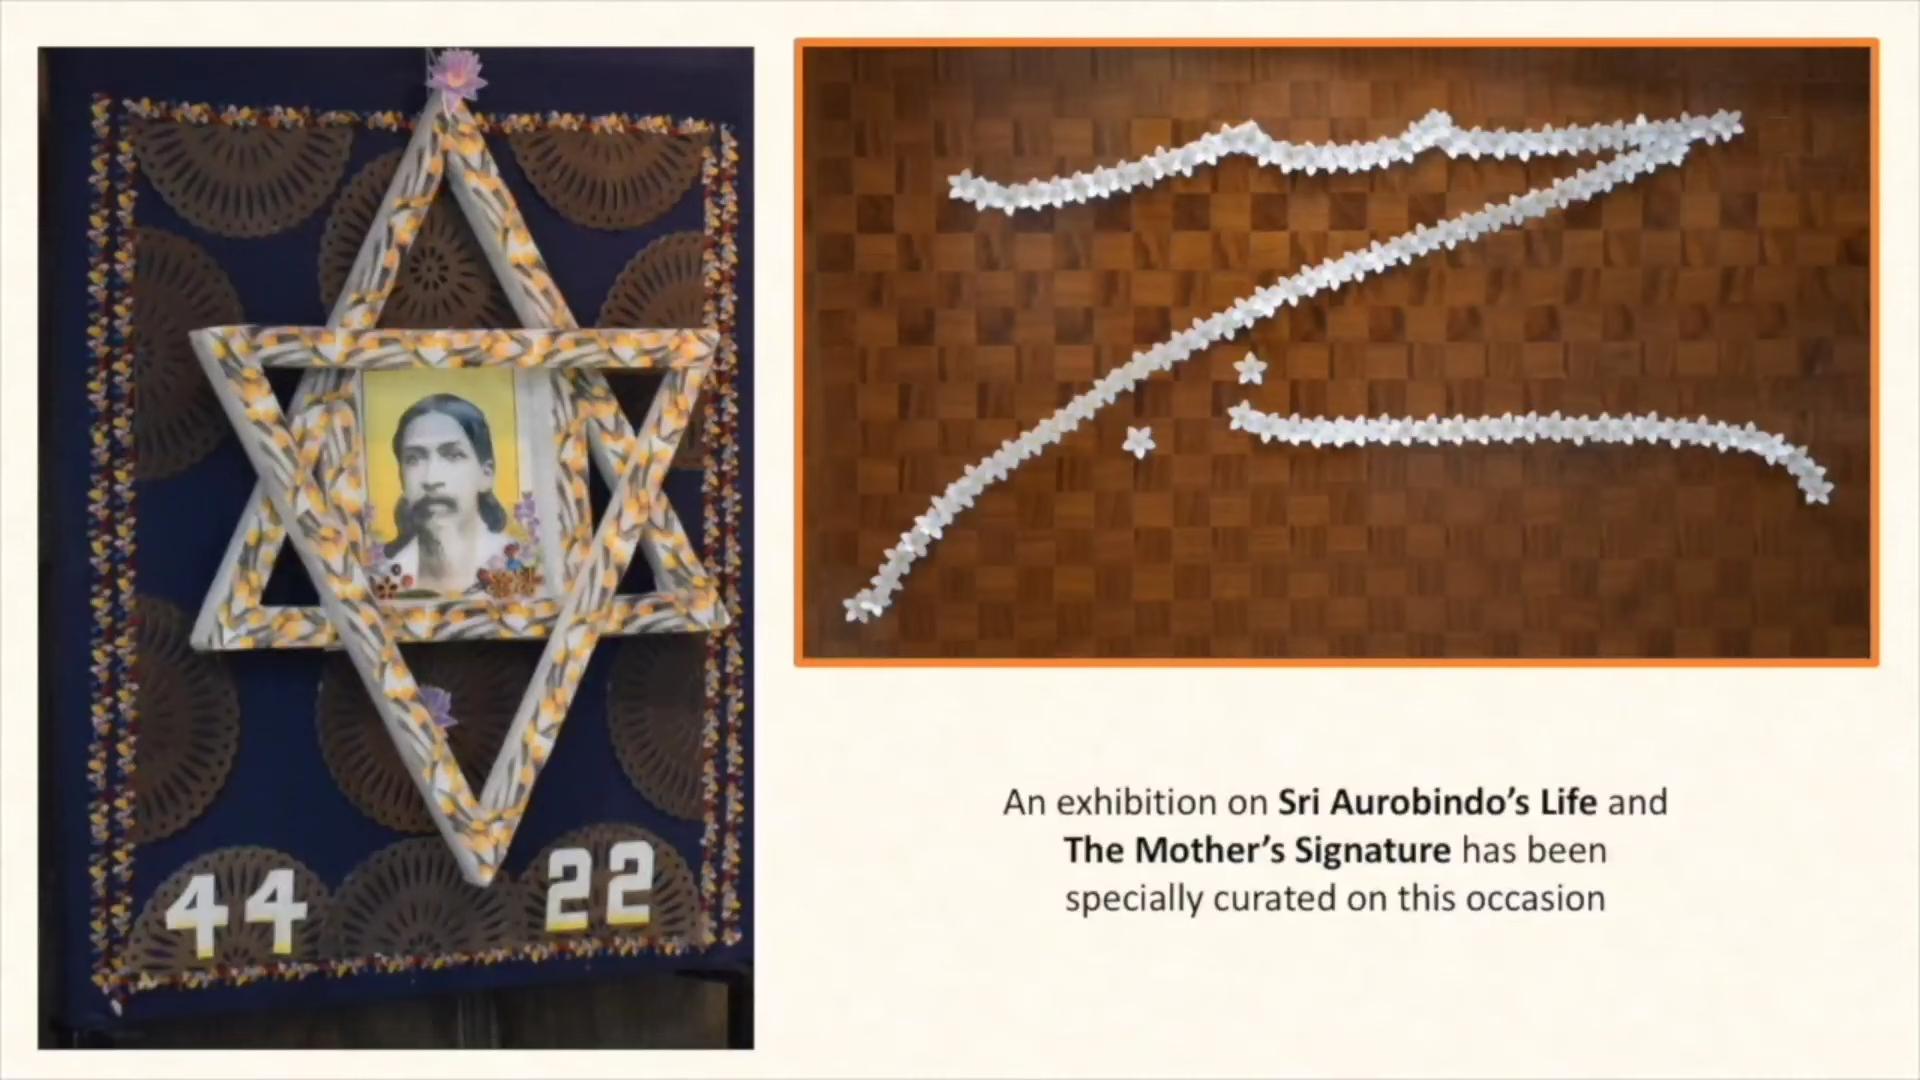 44 22
An exhibition on Sri Aurobindo's Life and
The Mother's Signature has been
specially curated on this occasion